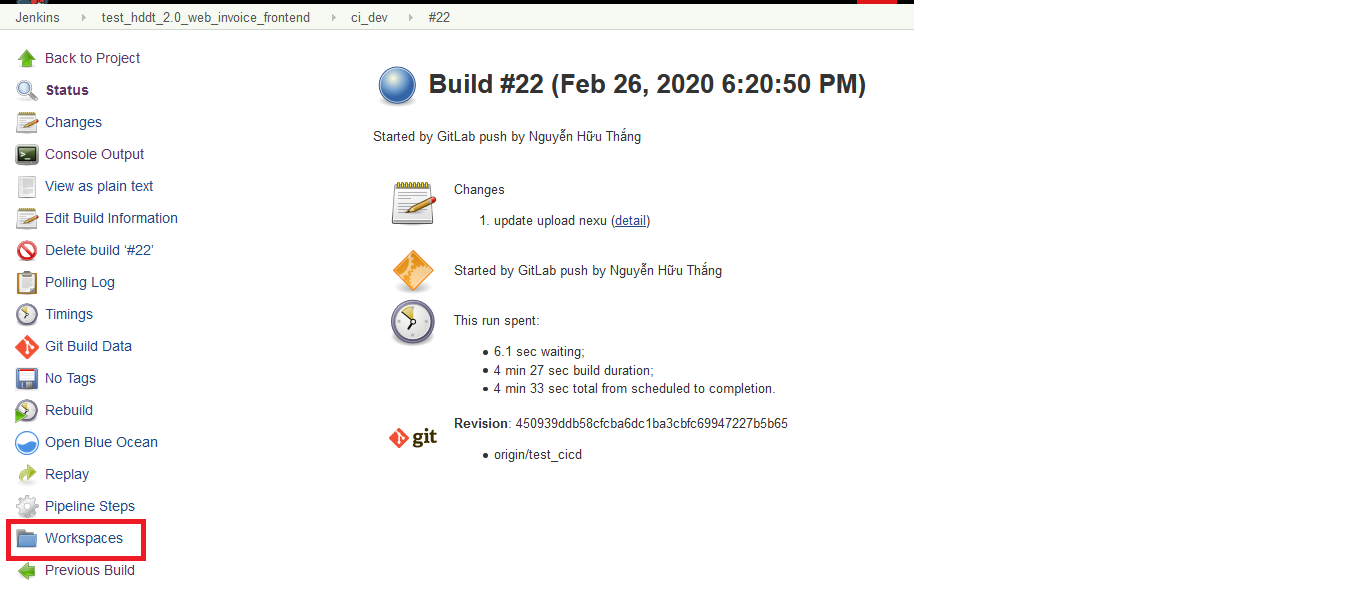 Jenkins test_hddt_2.0_web_invoice_frontend ci_dev #22
Back to Project
Status
Changes
Console Output
View as plain text
Edit Build Information
Delete build ‘#22’
Polling Log
Timings
Git Build Data
No Tags
Rebuild
Open Blue Ocean
Replay
Pipeline Steps
Workspaces
Previous Build
Build #22 (Feb 26, 2020 6:20:50 PM)
Started by GitLab push by Nguyễn Hữu Thắng
Changes
1. update upload nexu (detail)
Started by GitLab push by Nguyễn Hữu Thắng
This run spent:
6.1 sec waiting;
4 min 27 sec build duration;
4 min 33 sec total from scheduled to completion.
git
Revision: 450939ddb58cfcba6dc1ba3cbfc69947227b5b65
origin/test_cicd